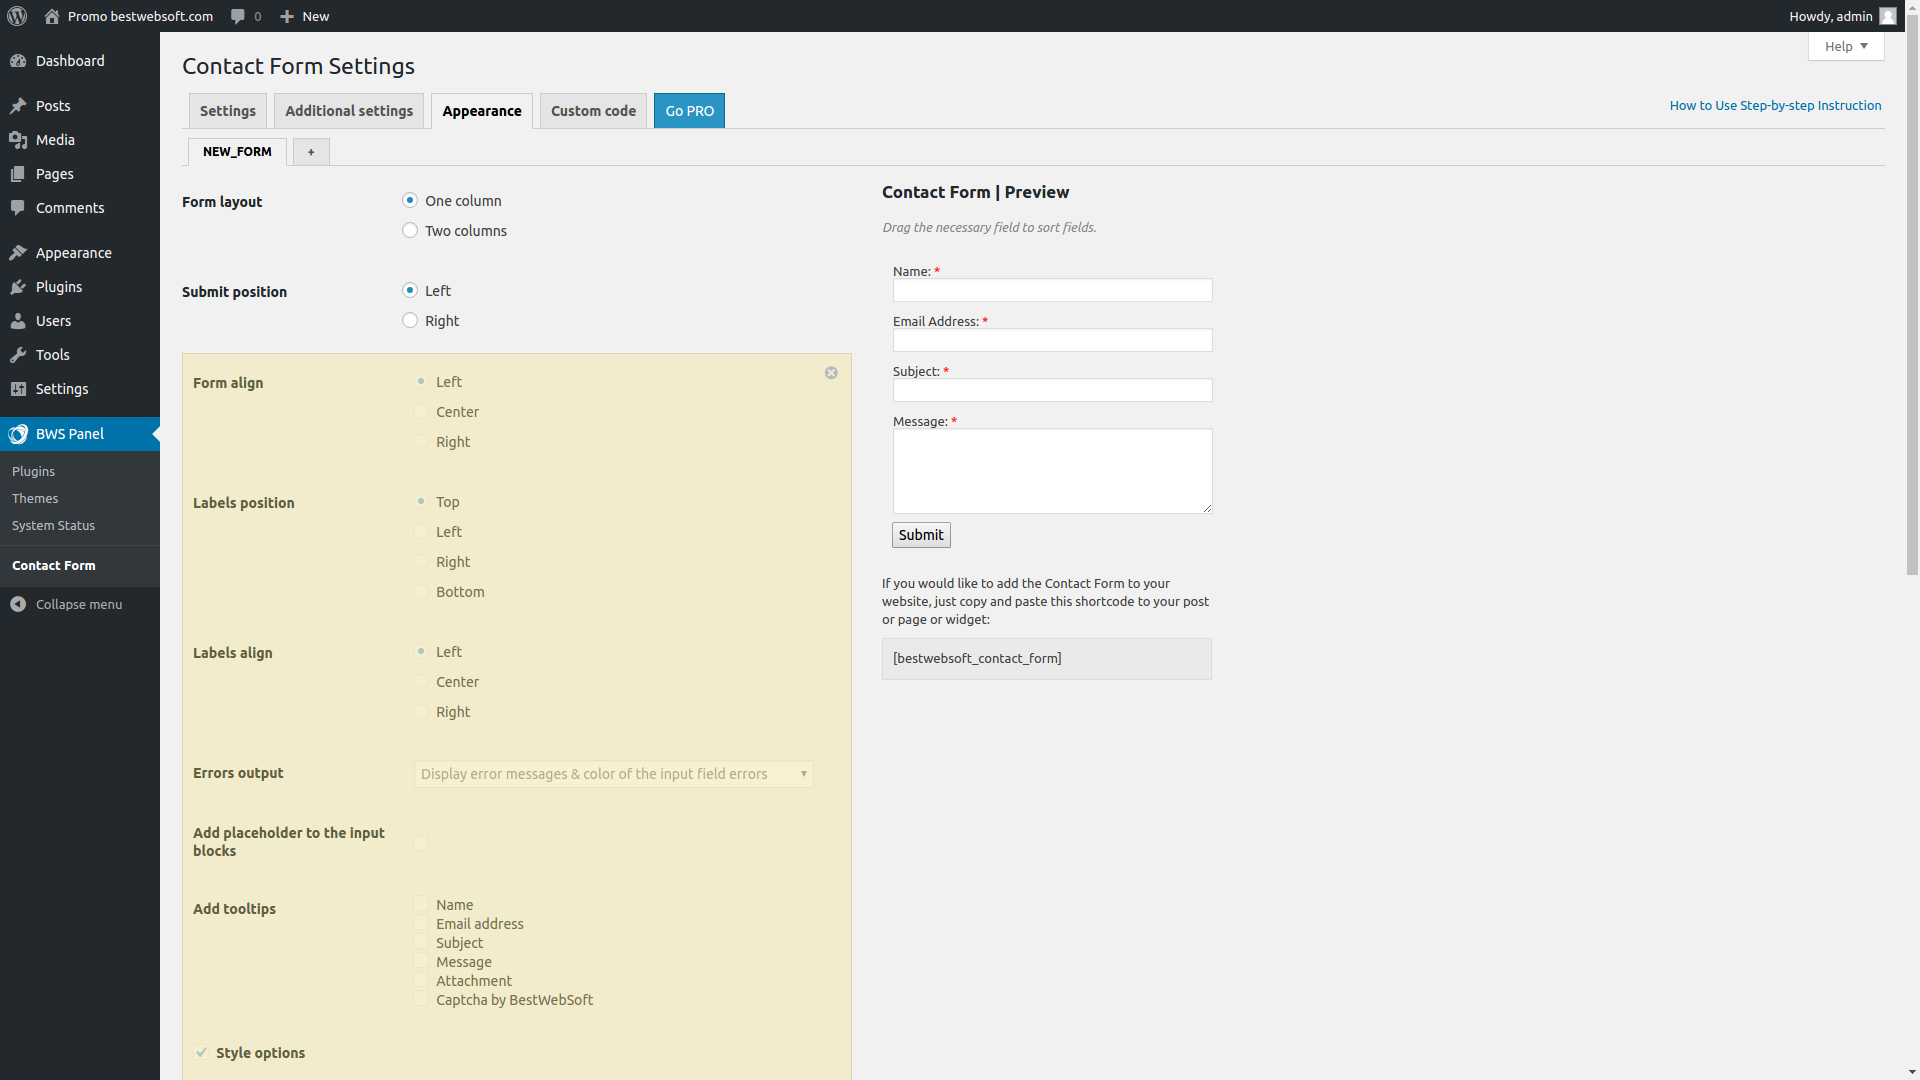 Promo bestwebsoft.com 0 New Howdy, admin
Help
Dashboard
Posts
Media
Pages
Comments
Appearance
Plugins
Users
Tools
Settings
BWS Panel
Plugins
Themes
System Status
Contact Form
Collapse menu
Contact Form Settings
Settings Additional settings Appearance Custom code Go PRO
How to Use Step-by-step Instruction
NEW_FORM +
Form layout
One column
Two columns
Submit position
Left
Right
Form align
Left
Center
Right
Labels position
Top
Left
Right
Bottom
Labels align
Left
Center
Right
Errors output
Display error messages & color of the input field errors
Add placeholder to the input
blocks
Add tooltips
Name
Email address
Subject
Message
Attachment
Captcha by BestWebSoft
Style options
Contact Form | Preview
Drag the necessary field to sort fields.
Name: *
Email Address: *
Subject: *
Message: *
Submit
If you would like to add the Contact Form to your
website, just copy and paste this shortcode to your post
or page or widget:
[bestwebsoft_contact_form]